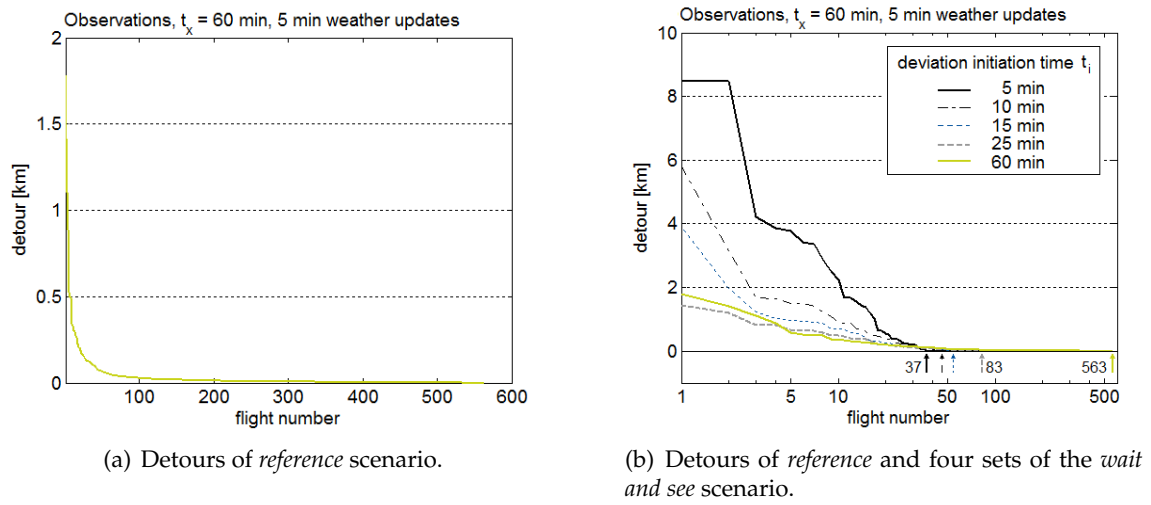 Observations, t_x = 60 min, 5 min weather updates
2
1.5
1
0.5
0
detour [km]
100 200 300 400 500 600
flight number
(a) Detours of reference scenario.
Observations, t_x = 60 min, 5 min weather updates
10
8
6
4
2
0
detour [km]
deviation initiation time t_i
5 min
10 min
15 min
25 min
60 min
37 83 563
1 5 10 50 100 500
flight number
(b) Detours of reference and four sets of the wait
and see scenario.